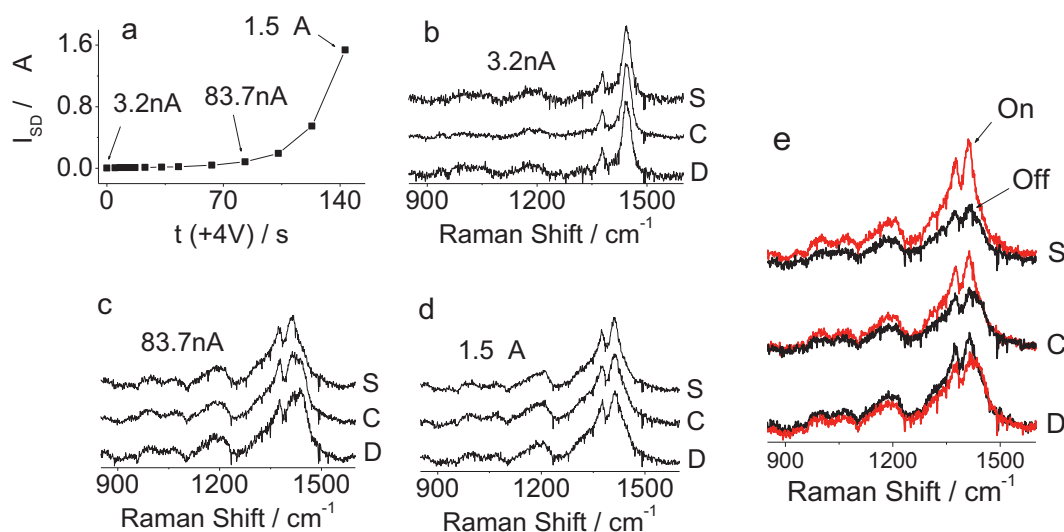 a
1.5 A
1.6
I_SD / A
3.2nA
83.7nA
0.8
0.0
0 70 140
t (+4V) / s
b
3.2nA
S
C
D
900 1200 1500
Raman Shift / cm⁻¹
c
83.7nA
S
C
D
900 1200 1500
Raman Shift / cm⁻¹
d
1.5 A
S
C
D
900 1200 1500
Raman Shift / cm⁻¹
e
On
Off
S
C
D
900 1200 1500
Raman Shift / cm⁻¹